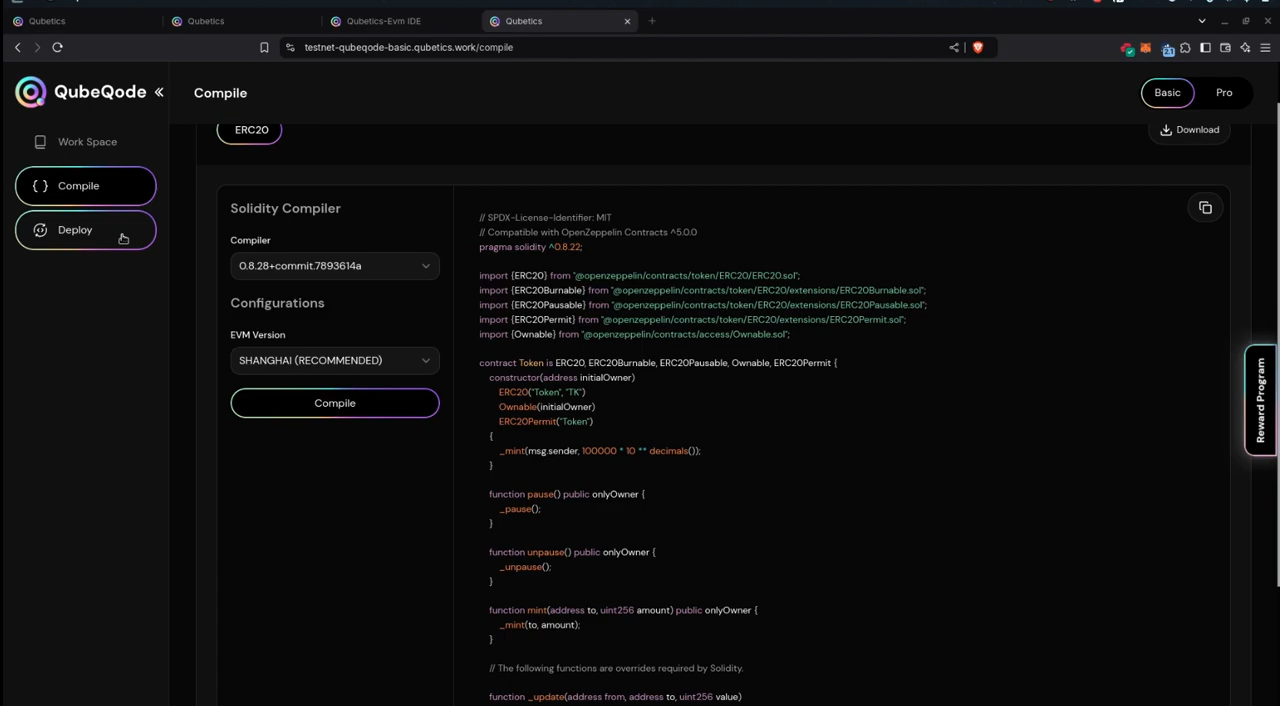 Qubetics
Qubetics
Qubetics-Evm IDE
Qubetics
testnet-qubeqode-basic.qubetics.work/compile
QubeQode
Compile
Basic
Pro
Work Space
Compile
Deploy
ERC20
Download
Solidity Compiler
Compiler
0.8.28+commit.7893614a
Configurations
EVM Version
SHANGHAI (RECOMMENDED)
Compile
// SPDX-License-Identifier: MIT
// Compatible with OpenZeppelin Contracts ^5.0.0
pragma solidity ^0.8.22;
import {ERC20} from "@openzeppelin/contracts/token/ERC20/ERC20.sol";
import {ERC20Burnable} from "@openzeppelin/contracts/token/ERC20/extensions/ERC20Burnable.sol";
import {ERC20Pausable} from "@openzeppelin/contracts/token/ERC20/extensions/ERC20Pausable.sol";
import {ERC20Permit} from "@openzeppelin/contracts/token/ERC20/extensions/ERC20Permit.sol";
import {Ownable} from "@openzeppelin/contracts/access/Ownable.sol";
contract Token is ERC20, ERC20Burnable, ERC20Pausable, Ownable, ERC20Permit {
constructor(address initialOwner)
ERC20("Token", "TK")
Ownable(initialOwner)
ERC20Permit("Token")
{
_mint(msg.sender, 100000 * 10 ** decimals());
}
function pause() public onlyOwner {
_pause();
}
function unpause() public onlyOwner {
_unpause();
}
function mint(address to, uint256 amount) public onlyOwner {
_mint(to, amount);
}
// The following functions are overrides required by Solidity.
function _update(address from, address to, uint256 value)
Reward Program